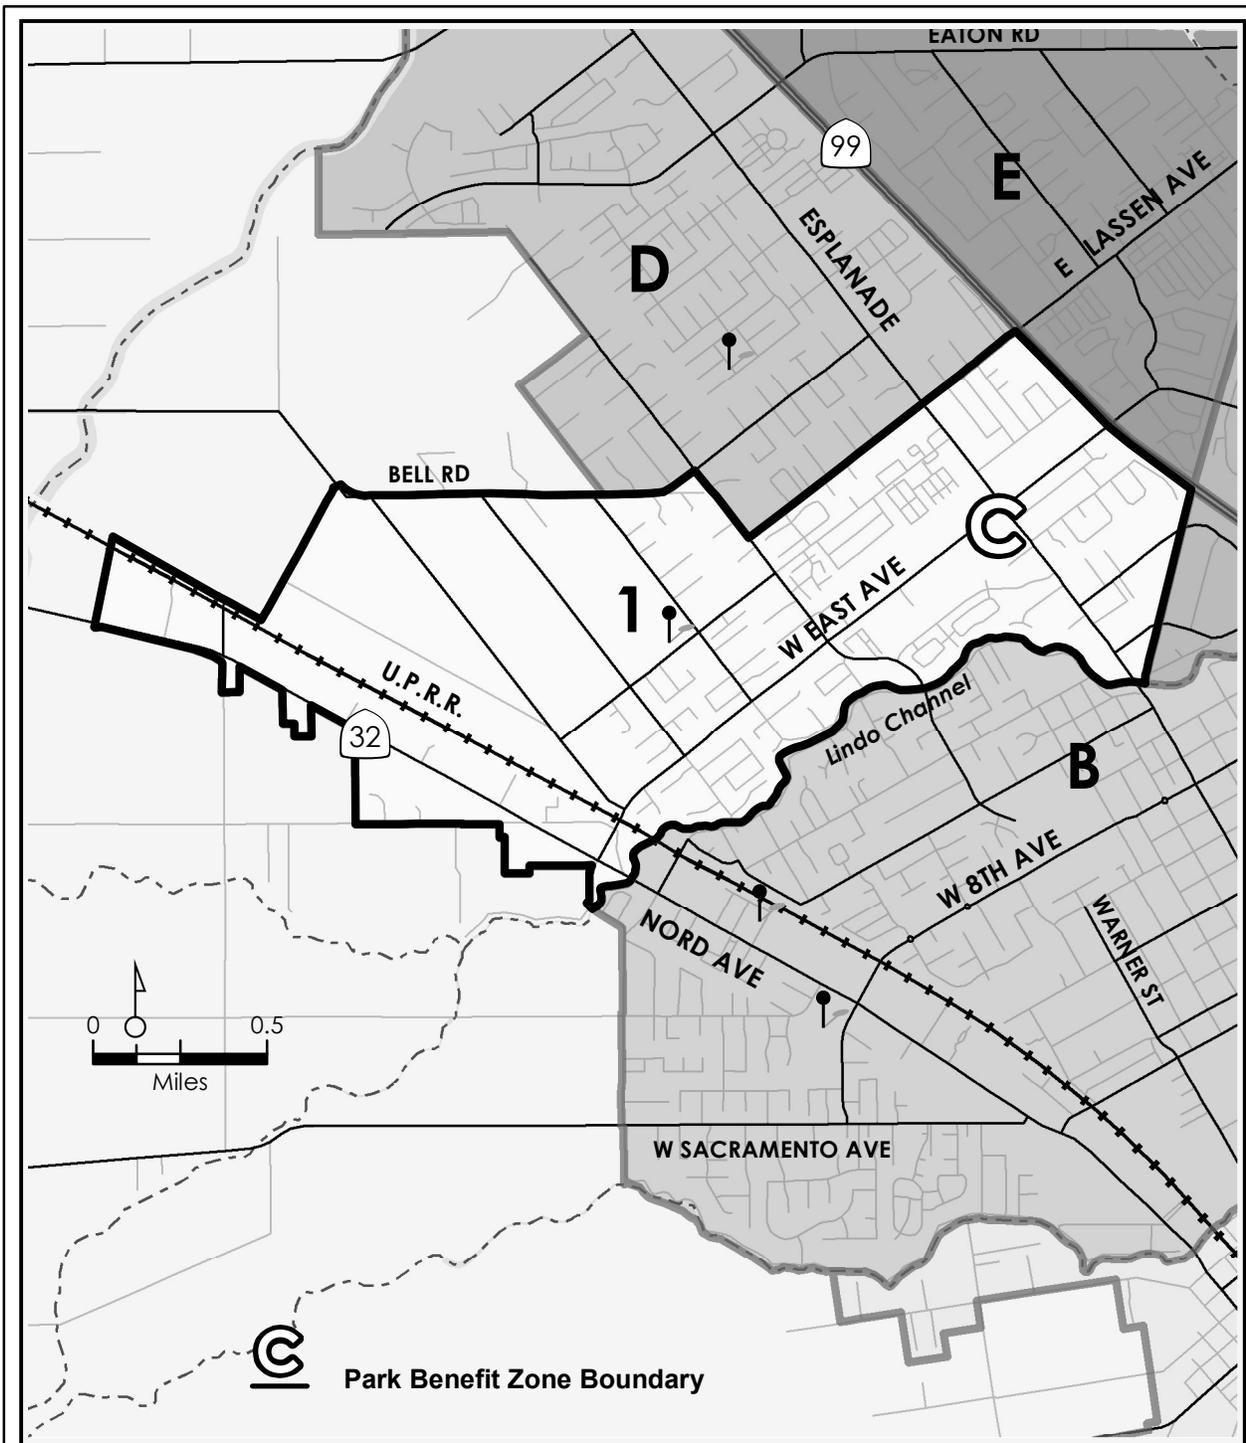 EATON RD
99
E
E LASSEN AVE
ESPLANADE
D
BELL RD
C
1
W EAST AVE
U.P.R.R.
32
Lindo Channel
B
W 8TH AVE
NORD AVE
WARNER ST
0 0.5
Miles
W SACRAMENTO AVE
C Park Benefit Zone Boundary